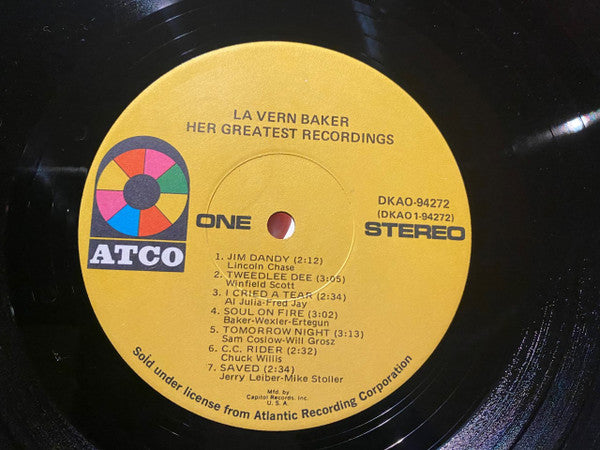 LA VERN BAKER
HER GREATEST RECORDINGS
DKAO-94272
(DKAO 1-94272)
ONE
STEREO
ATCO
1. JIM DANDY (2:12)
Lincoln Chase
2. TWEEDLEE DEE (3:05)
Winfield Scott
3. I CRIED A TEAR (2:34)
Al Julia-Fred Jay
4. SOUL ON FIRE (3:02)
Baker-Wexler-Ertegun
5. TOMORROW NIGHT (3:13)
Sam Coslow-Will Grosz
6. C.C. RIDER (2:32)
Chuck Willis
7. SAVED (2:34)
Jerry Leiber-Mike Stoller
Mfd. by
Capitol Records, Inc.
U. S. A.
Sold under license from Atlantic Recording Corporation